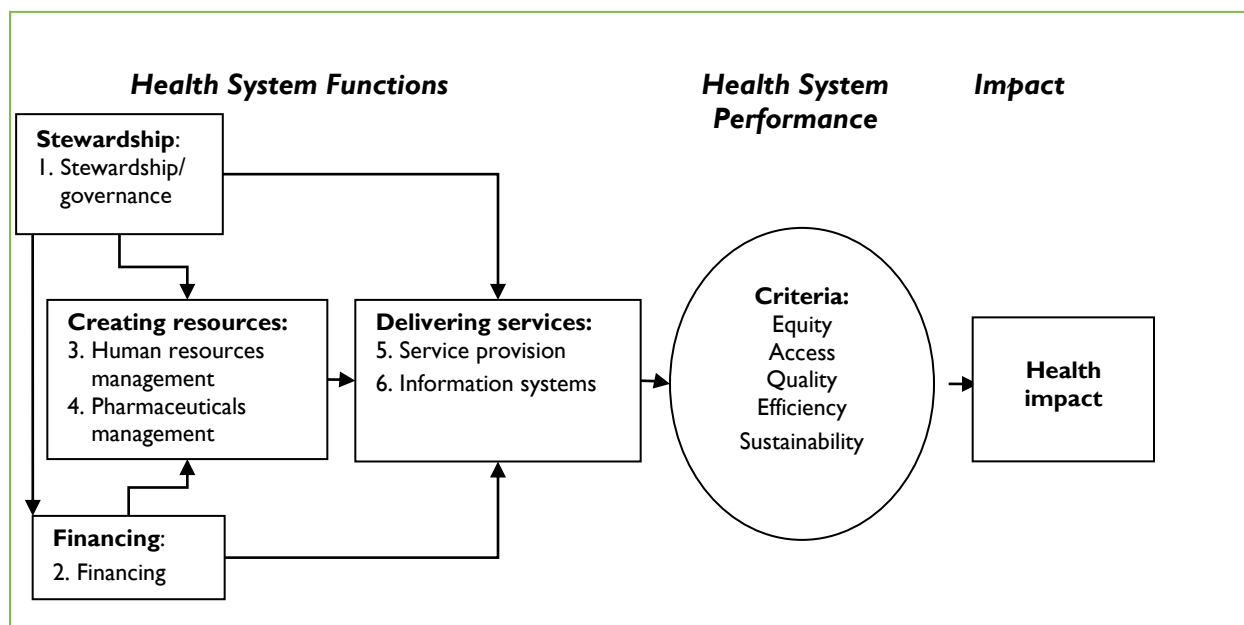 Health System Functions
Health System
Performance
Impact
Stewardship:
1. Stewardship/
governance
Creating resources:
3. Human resources
management
4. Pharmaceuticals
management
Delivering services:
5. Service provision
6. Information systems
Criteria:
Equity
Access
Quality
Efficiency
Sustainability
Health
impact
Financing:
2. Financing